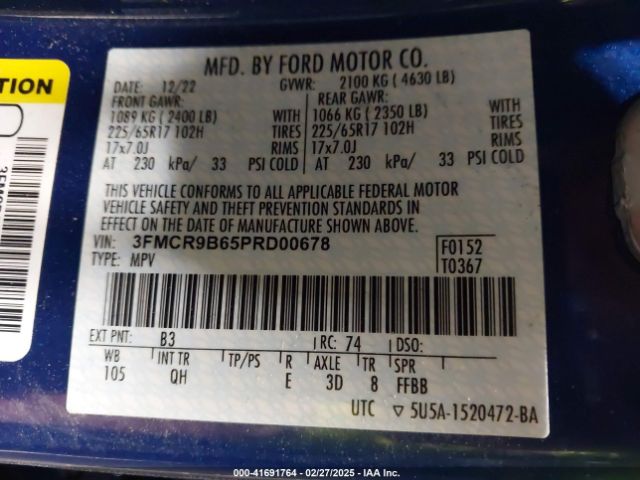 MFD. BY FORD MOTOR CO.
DATE: 12/22 GVWR: 2100 KG ( 4630 LB)
FRONT GAWR: REAR GAWR:
1089 KG ( 2400 LB) WITH 1066 KG ( 2350 LB) WITH
225/65R17 102H TIRES 225/65R17 102H TIRES
17x7.0J RIMS 17x7.0J RIMS
AT 230 kPa/ 33 PSI COLD AT 230 kPa/ 33 PSI COLD
THIS VEHICLE CONFORMS TO ALL APPLICABLE FEDERAL MOTOR
VEHICLE SAFETY AND THEFT PREVENTION STANDARDS IN
EFFECT ON THE DATE OF MANUFACTURE SHOWN ABOVE.
VIN: 3FMCR9B65PRD00678 F0152
TYPE: MPV T0367
EXT PNT: B3 RC: 74 DSO:
WB INT TR TP/PS R AXLE TR SPR
105 QH E 3D 8 FFBB
UTC ▽ 5U5A-1520472-BA
0-41691764 - 02/27/2025 - IAA Inc.